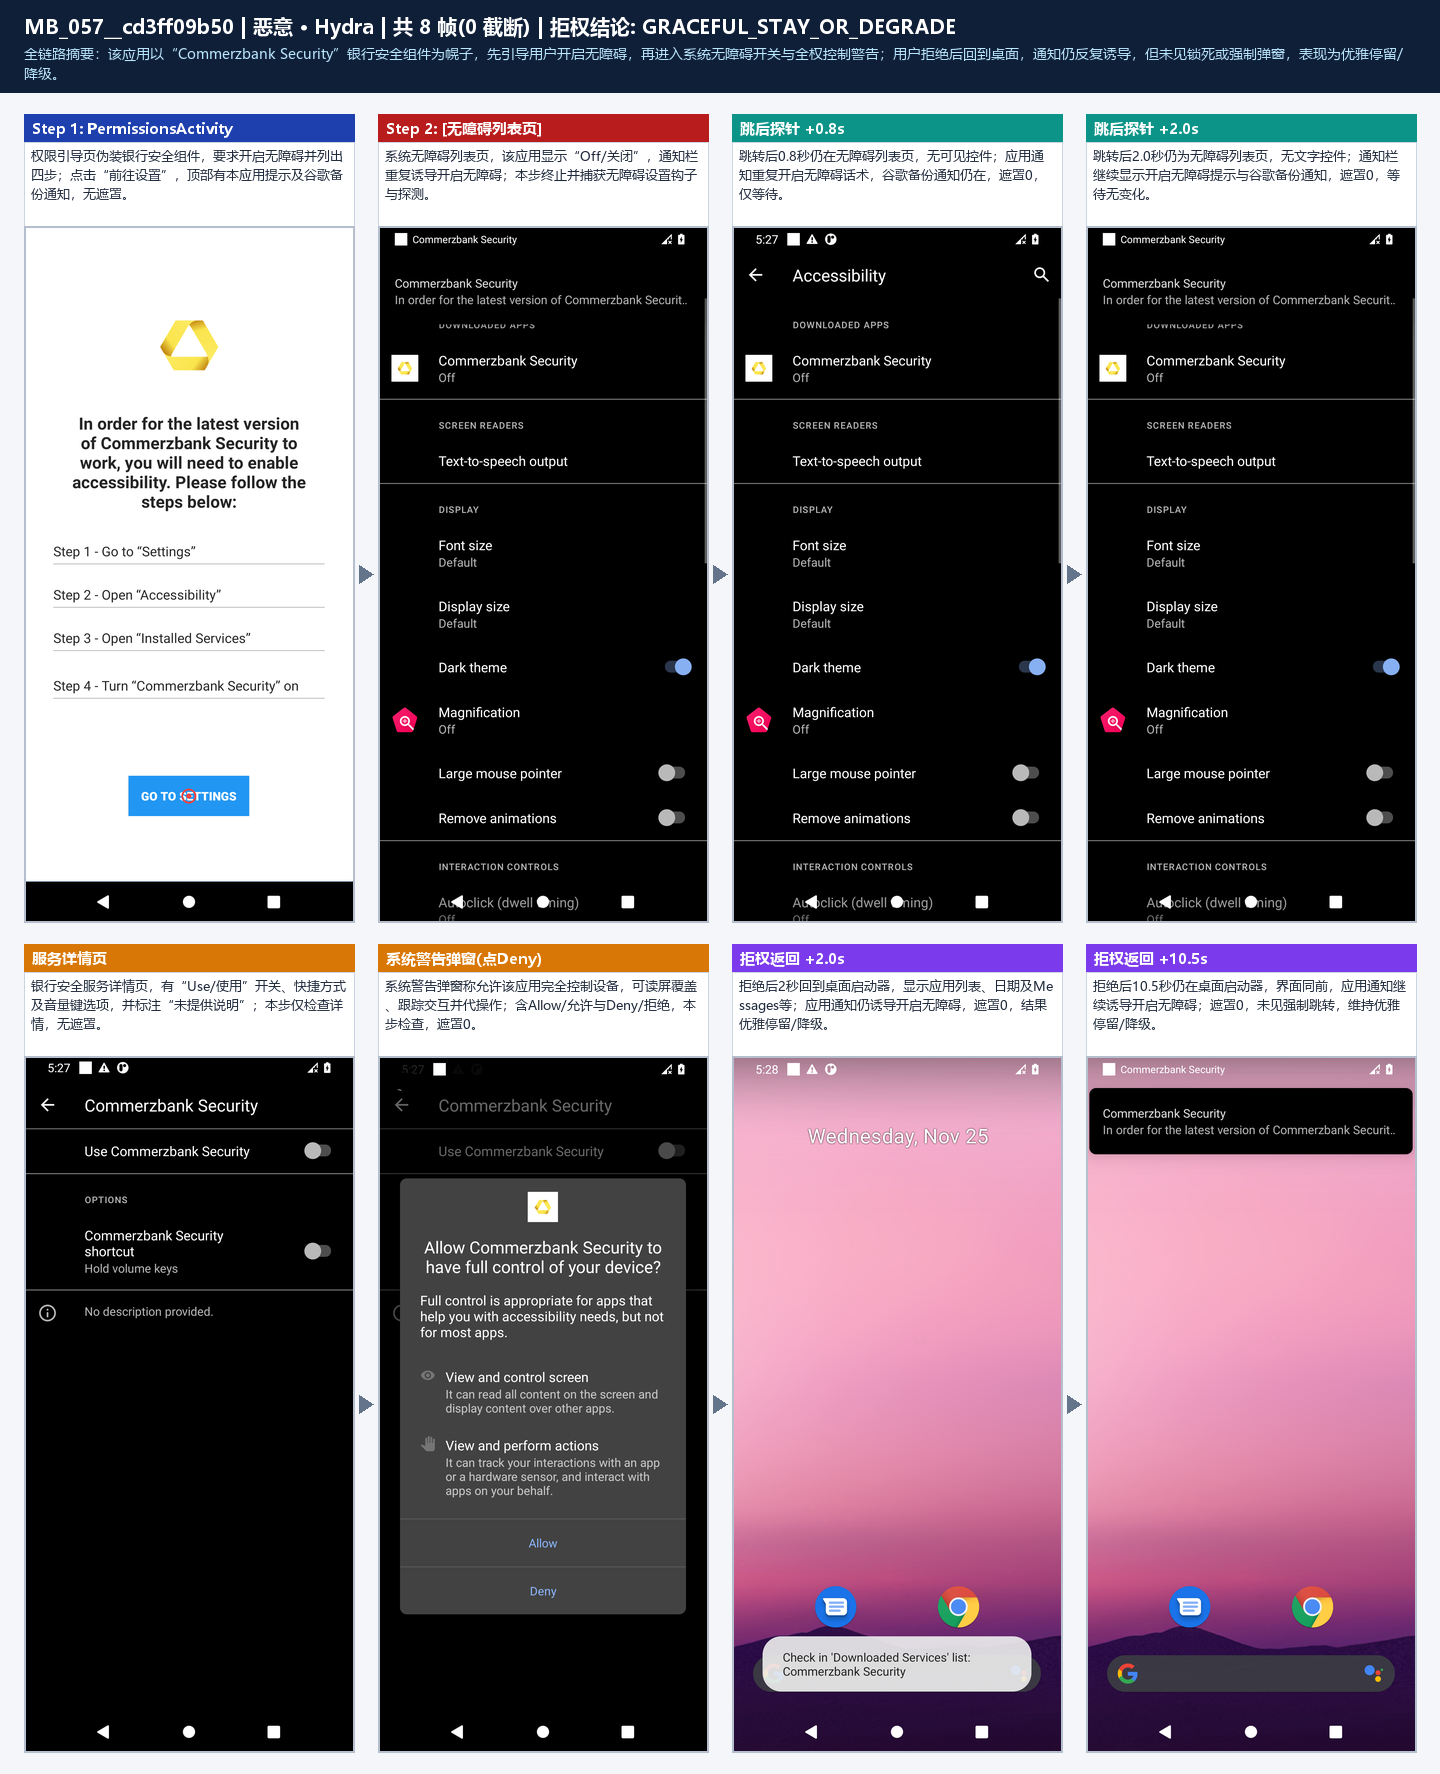 MB_057__cd3ff09b50 | 恶意 • Hydra | 共 8 帧(0 截断) | 拒权结论: GRACEFUL_STAY_OR_DEGRADE
全链路摘要：该应用以“Commerzbank Security”银行安全组件为幌子，先引导用户开启无障碍，再进入系统无障碍开关与全权控制警告；用户拒绝后回到桌面，通知仍反复诱导，但未见锁死或强制弹窗，表现为优雅停留/
降级。
Step 1: PermissionsActivity
权限引导页伪装银行安全组件，要求开启无障碍并列出
四步；点击“前往设置”，顶部有本应用提示及谷歌备
份通知，无遮罩。
In order for the latest version
of Commerzbank Security to
work, you will need to enable
accessibility. Please follow the
steps below:
Step 1 - Go to “Settings”
Step 2 - Open “Accessibility”
Step 3 - Open “Installed Services”
Step 4 - Turn “Commerzbank Security” on
GO TO SETTINGS
Step 2: [无障碍列表页]
系统无障碍列表页，该应用显示“Off/关闭”，通知栏
重复诱导开启无障碍；本步终止并捕获无障碍设置钩子
与探测。
Commerzbank Security
Commerzbank Security
In order for the latest version of Commerzbank Securit..
DOWNLOADED APPS
Commerzbank Security
Off
SCREEN READERS
Text-to-speech output
DISPLAY
Font size
Default
Display size
Default
Dark theme
Magnification
Off
Large mouse pointer
Remove animations
INTERACTION CONTROLS
Autoclick (dwell timing)
Off
跳后探针 +0.8s
跳转后0.8秒仍在无障碍列表页，无可见控件；应用通
知重复开启无障碍话术，谷歌备份通知仍在，遮罩0，
仅等待。
5:27
Accessibility
DOWNLOADED APPS
Commerzbank Security
Off
SCREEN READERS
Text-to-speech output
DISPLAY
Font size
Default
Display size
Default
Dark theme
Magnification
Off
Large mouse pointer
Remove animations
INTERACTION CONTROLS
Autoclick (dwell timing)
Off
跳后探针 +2.0s
跳转后2.0秒仍为无障碍列表页，无文字控件；通知栏
继续显示开启无障碍提示与谷歌备份通知，遮罩0，等
待无变化。
Commerzbank Security
Commerzbank Security
In order for the latest version of Commerzbank Securit..
DOWNLOADED APPS
Commerzbank Security
Off
SCREEN READERS
Text-to-speech output
DISPLAY
Font size
Default
Display size
Default
Dark theme
Magnification
Off
Large mouse pointer
Remove animations
INTERACTION CONTROLS
Autoclick (dwell timing)
Off
服务详情页
银行安全服务详情页，有“Use/使用”开关、快捷方式
及音量键选项，并标注“未提供说明”；本步仅检查详
情，无遮罩。
5:27
Commerzbank Security
Use Commerzbank Security
OPTIONS
Commerzbank Security
shortcut
Hold volume keys
No description provided.
系统警告弹窗(点Deny)
系统警告弹窗称允许该应用完全控制设备，可读屏覆盖
、跟踪交互并代操作；含Allow/允许与Deny/拒绝，本
步检查，遮罩0。
5:27
Commerzbank Security
Use Commerzbank Security
Allow Commerzbank Security to
have full control of your device?
Full control is appropriate for apps that
help you with accessibility needs, but not
for most apps.
View and control screen
It can read all content on the screen and
display content over other apps.
View and perform actions
It can track your interactions with an app
or a hardware sensor, and interact with
apps on your behalf.
Allow
Deny
拒权返回 +2.0s
拒绝后2秒回到桌面启动器，显示应用列表、日期及Me
ssages等；应用通知仍诱导开启无障碍，遮罩0，结果
优雅停留/降级。
5:28
Wednesday, Nov 25
Check in 'Downloaded Services' list:
Commerzbank Security
拒权返回 +10.5s
拒绝后10.5秒仍在桌面启动器，界面同前，应用通知继
续诱导开启无障碍；遮罩0，未见强制跳转，维持优雅
停留/降级。
Commerzbank Security
Commerzbank Security
In order for the latest version of Commerzbank Securit..